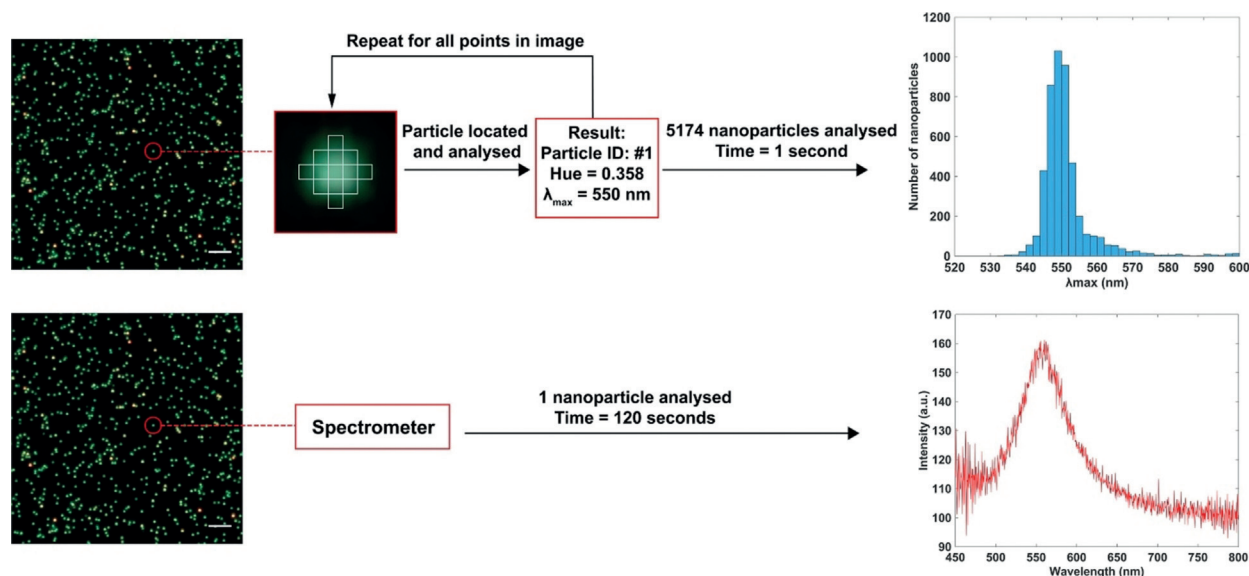 Repeat for all points in image
Particle located
and analysed
Result:
Particle ID: #1
Hue = 0.358
λmax = 550 nm
5174 nanoparticles analysed
Time = 1 second
Number of nanoparticles
1200
1000
800
600
400
200
0
520 530 540 550 560 570 580 590 600
λmax (nm)
Spectrometer
1 nanoparticle analysed
Time = 120 seconds
Intensity (a.u.)
170
160
150
140
130
120
110
100
90
450 500 550 600 650 700 750 800
Wavelength (nm)